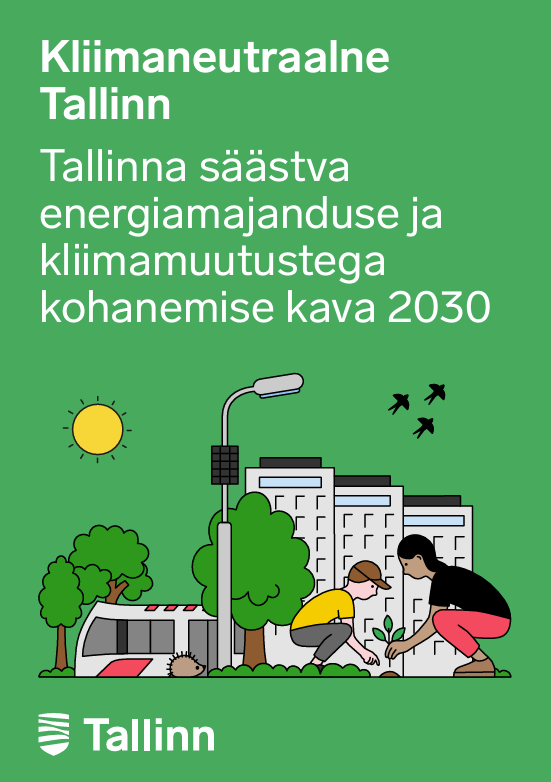 Kliimaneutraalne
Tallinn
Tallinna säästva
energiamajanduse ja
kliimamuutustega
kohanemise kava 2030
Tallinn